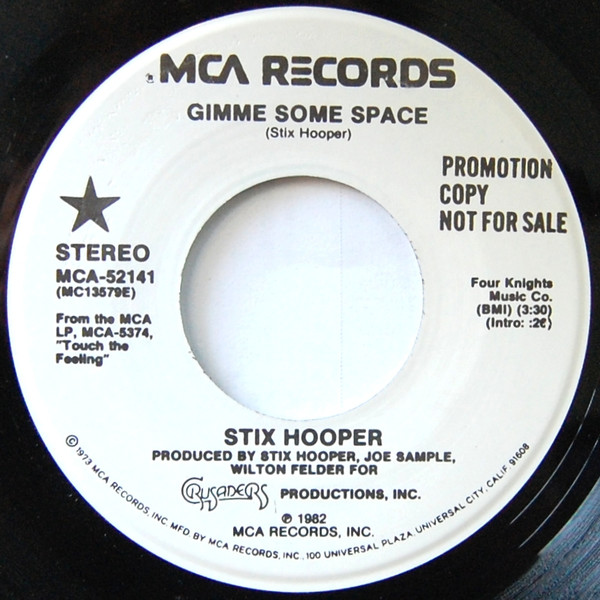 MCA RECORDS
GIMME SOME SPACE
(Stix Hooper)
PROMOTION
COPY
NOT FOR SALE
STEREO
MCA-52141
(MC13579E)
From the MCA
LP, MCA-5374,
"Touch the
Feeling"
Four Knights
Music Co.
(BMI) (3:30)
(Intro:
STIX HOOPER
PRODUCED BY STIX HOOPER, JOE SAMPLE,
WILTON FELDER FOR
CRUSADERS PRODUCTIONS, INC.
℗ 1982
MCA RECORDS, INC.
© 1973 MCA RECORDS, INC. MFD. BY MCA RECORDS, INC., 100 UNIVERSAL PLAZA, UNIVERSAL CITY, CALIF. 91608